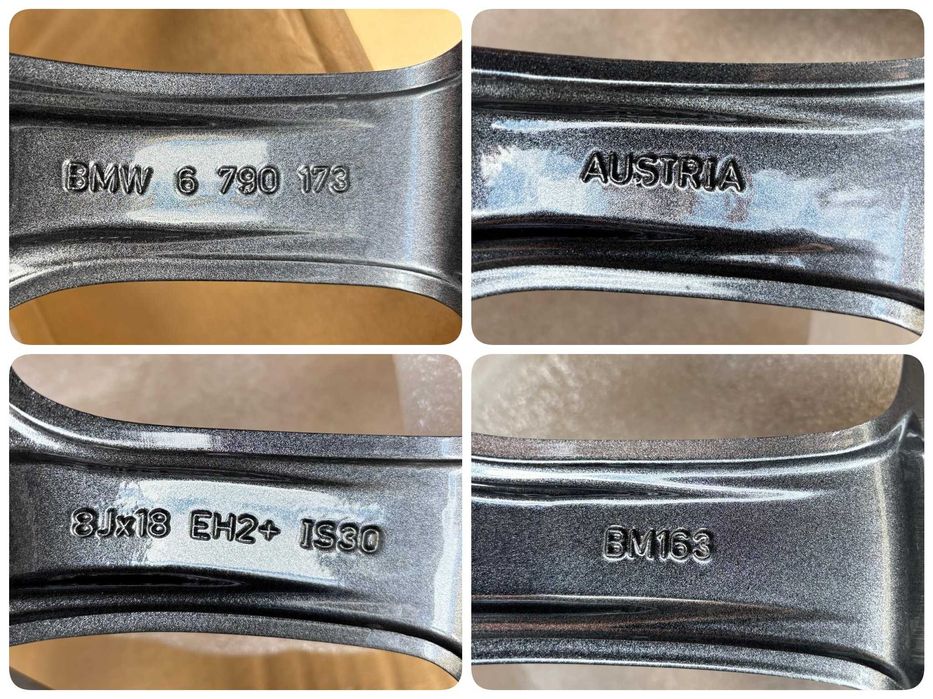 BMW 6 790 173
AUSTRIA
8Jx18 EH2+ IS30
BM163